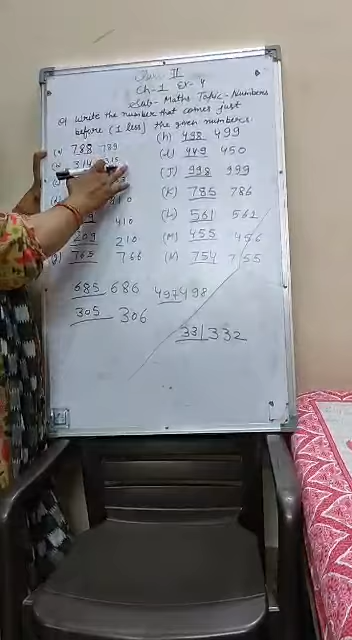 Class II
Ch-1 Ex-4
Sub- Maths Topic- Numbers
Q1 Write the number that comes just
before (1 less) the given numbers.
(a) 788 789
(b) 314 315
410
209 210
765 766
(h) 498 499
(i) 449 450
(J) 998 999
(K) 785 786
(L) 561 562
(M) 455 456
(N) 754 755
685 686 497 498
305 306
331 332